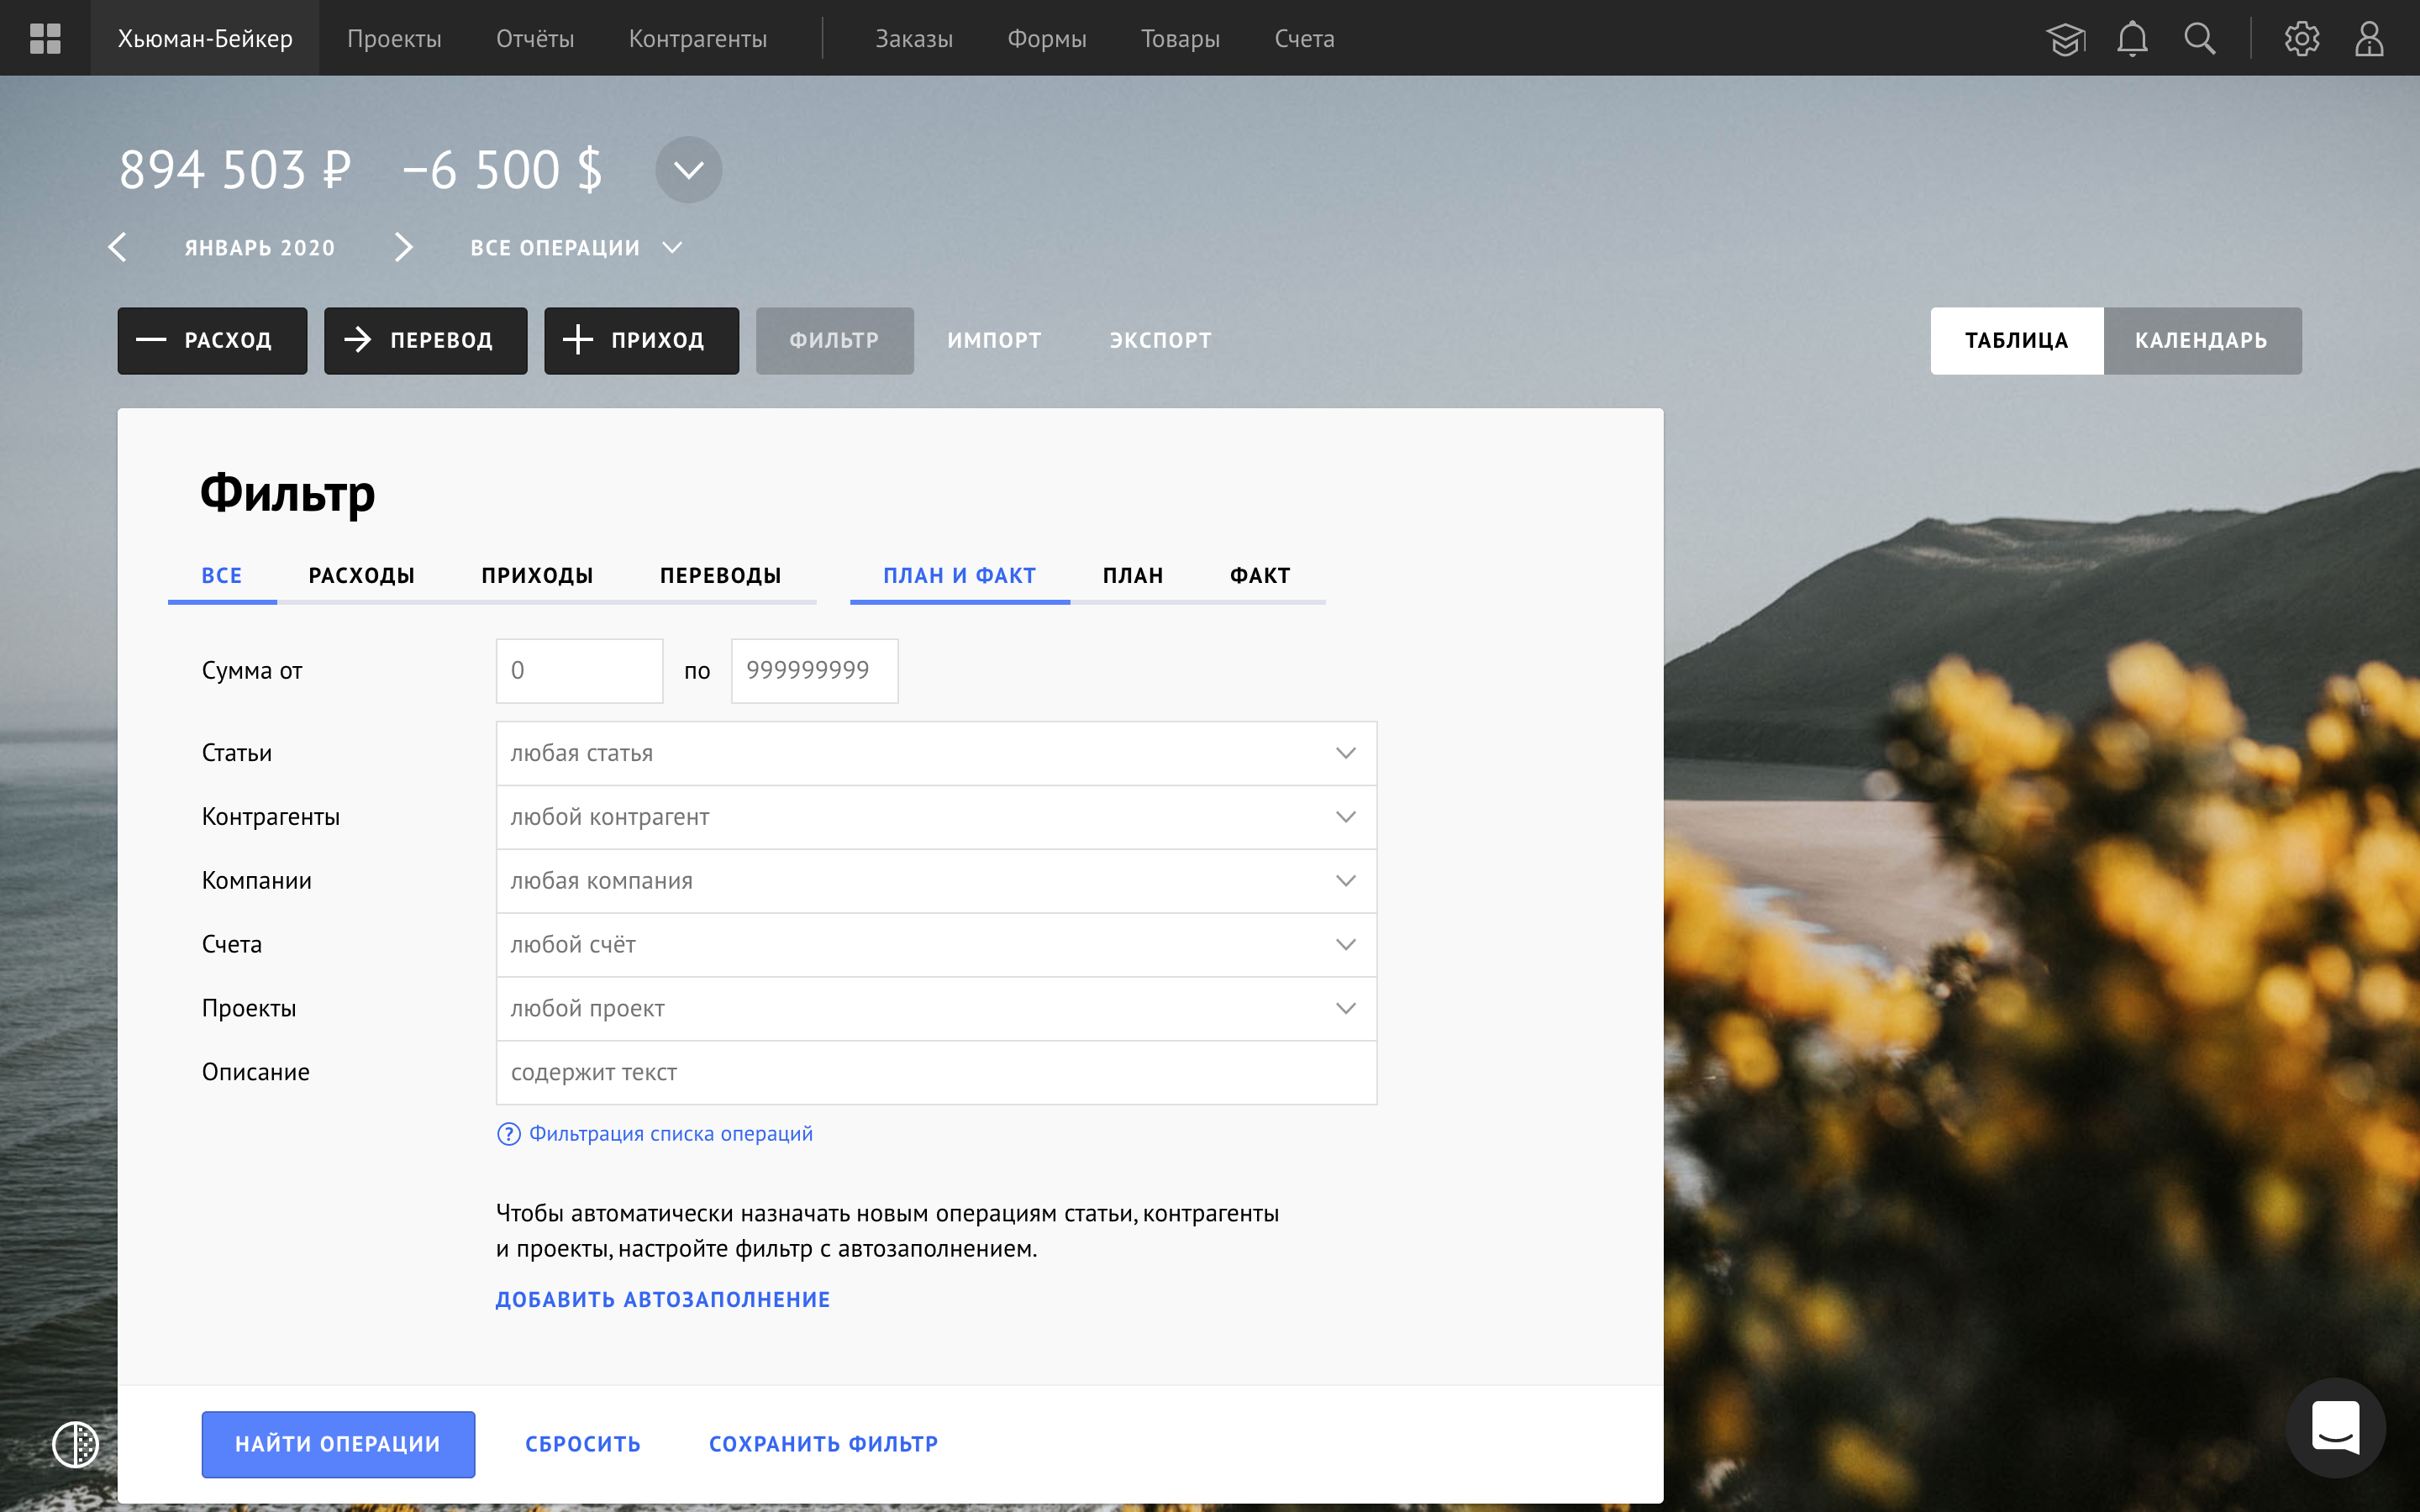 Хьюман-Бейкер Проекты Отчёты Контрагенты Заказы Формы Товары Счета
894 503 ₽ −6 500 $
ЯНВАРЬ 2020 ВСЕ ОПЕРАЦИИ
РАСХОД ПЕРЕВОД ПРИХОД ФИЛЬТР ИМПОРТ ЭКСПОРТ ТАБЛИЦА КАЛЕНДАРЬ
Фильтр
ВСЕ РАСХОДЫ ПРИХОДЫ ПЕРЕВОДЫ ПЛАН И ФАКТ ПЛАН ФАКТ
Сумма от 0 по 999999999
Статьи любая статья
Контрагенты любой контрагент
Компании любая компания
Счета любой счёт
Проекты любой проект
Описание содержит текст
? Фильтрация списка операций
Чтобы автоматически назначать новым операциям статьи, контрагенты
и проекты, настройте фильтр с автозаполнением.
ДОБАВИТЬ АВТОЗАПОЛНЕНИЕ
НАЙТИ ОПЕРАЦИИ СБРОСИТЬ СОХРАНИТЬ ФИЛЬТР